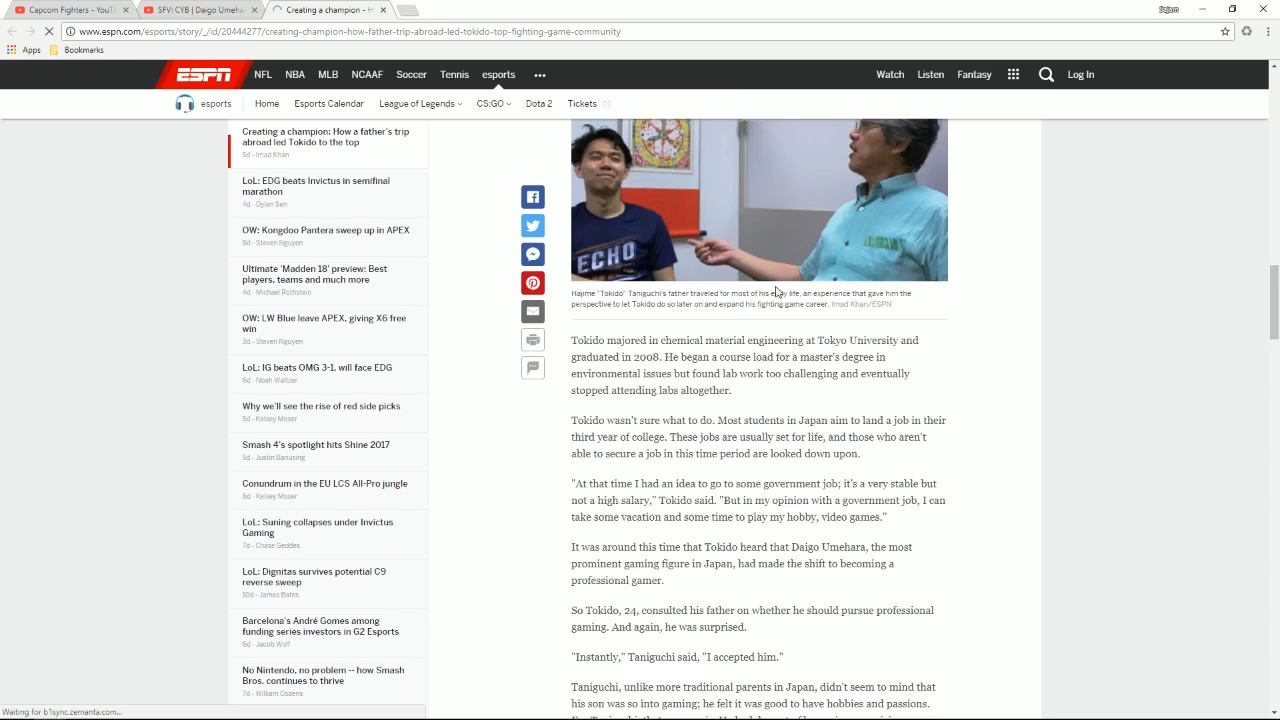 Capcom Friends - YouT
SFV: CYB | Daigo Umeha
Creating a champion - H
Sajam
www.espn.com/esports/story/_/id/20444277/creating-champion-how-father-trip-abroad-led-tokido-top-fighting-game-community
Apps Bookmarks
ESPN NFL NBA MLB NCAAF Soccer Tennis esports ••• Watch Listen Fantasy Log In
esports Home Esports Calendar League of Legends CS:GO Dota 2 Tickets
Creating a champion: How a father's trip
abroad led Tokido to the top
5d - Imad Khan
LoL: EDG beats Invictus in semifinal
marathon
4d - Dylan Sen
OW: Kongdoo Pantera sweep up in APEX
8d - Steven Nguyen
Ultimate 'Madden 18' preview: Best
players, teams and much more
4d - Michael Rothstein
OW: LW Blue leave APEX, giving X6 free
win
3d - Steven Nguyen
LoL: IG beats OMG 3-1, will face EDG
6d - Noah Waltzer
Why we'll see the rise of red side picks
5d - Kelsey Moser
Smash 4's spotlight hits Shine 2017
5d - Justin Banusing
Conundrum in the EU LCS All-Pro jungle
6d - Kelsey Moser
LoL: Suning collapses under Invictus
Gaming
7d - Chase Geddes
LoL: Dignitas survives potential C9
reverse sweep
10d - James Bates
Barcelona's André Gomes among
funding series investors in G2 Esports
6d - Jacob Wolf
No Nintendo, no problem -- how Smash
Bros. continues to thrive
7d - William Cozens
ECHO
Hajime "Tokido" Taniguchi's father traveled for most of his early life, an experience that gave him the
perspective to let Tokido do so later on and expand his fighting game career. Imad Khan/ESPN
Tokido majored in chemical material engineering at Tokyo University and
graduated in 2008. He began a course load for a master's degree in
environmental issues but found lab work too challenging and eventually
stopped attending labs altogether.
Tokido wasn't sure what to do. Most students in Japan aim to land a job in their
third year of college. These jobs are usually set for life, and those who aren't
able to secure a job in this time period are looked down upon.
"At that time I had an idea to go to some government job; it's a very stable but
not a high salary," Tokido said. "But in my opinion with a government job, I can
take some vacation and some time to play my hobby, video games."
It was around this time that Tokido heard that Daigo Umehara, the most
prominent gaming figure in Japan, had made the shift to becoming a
professional gamer.
So Tokido, 24, consulted his father on whether he should pursue professional
gaming. And again, he was surprised.
"Instantly," Taniguchi said, "I accepted him."
Taniguchi, unlike more traditional parents in Japan, didn't seem to mind that
his son was so into gaming; he felt it was good to have hobbies and passions.
Waiting for b1sync.zemanta.com...